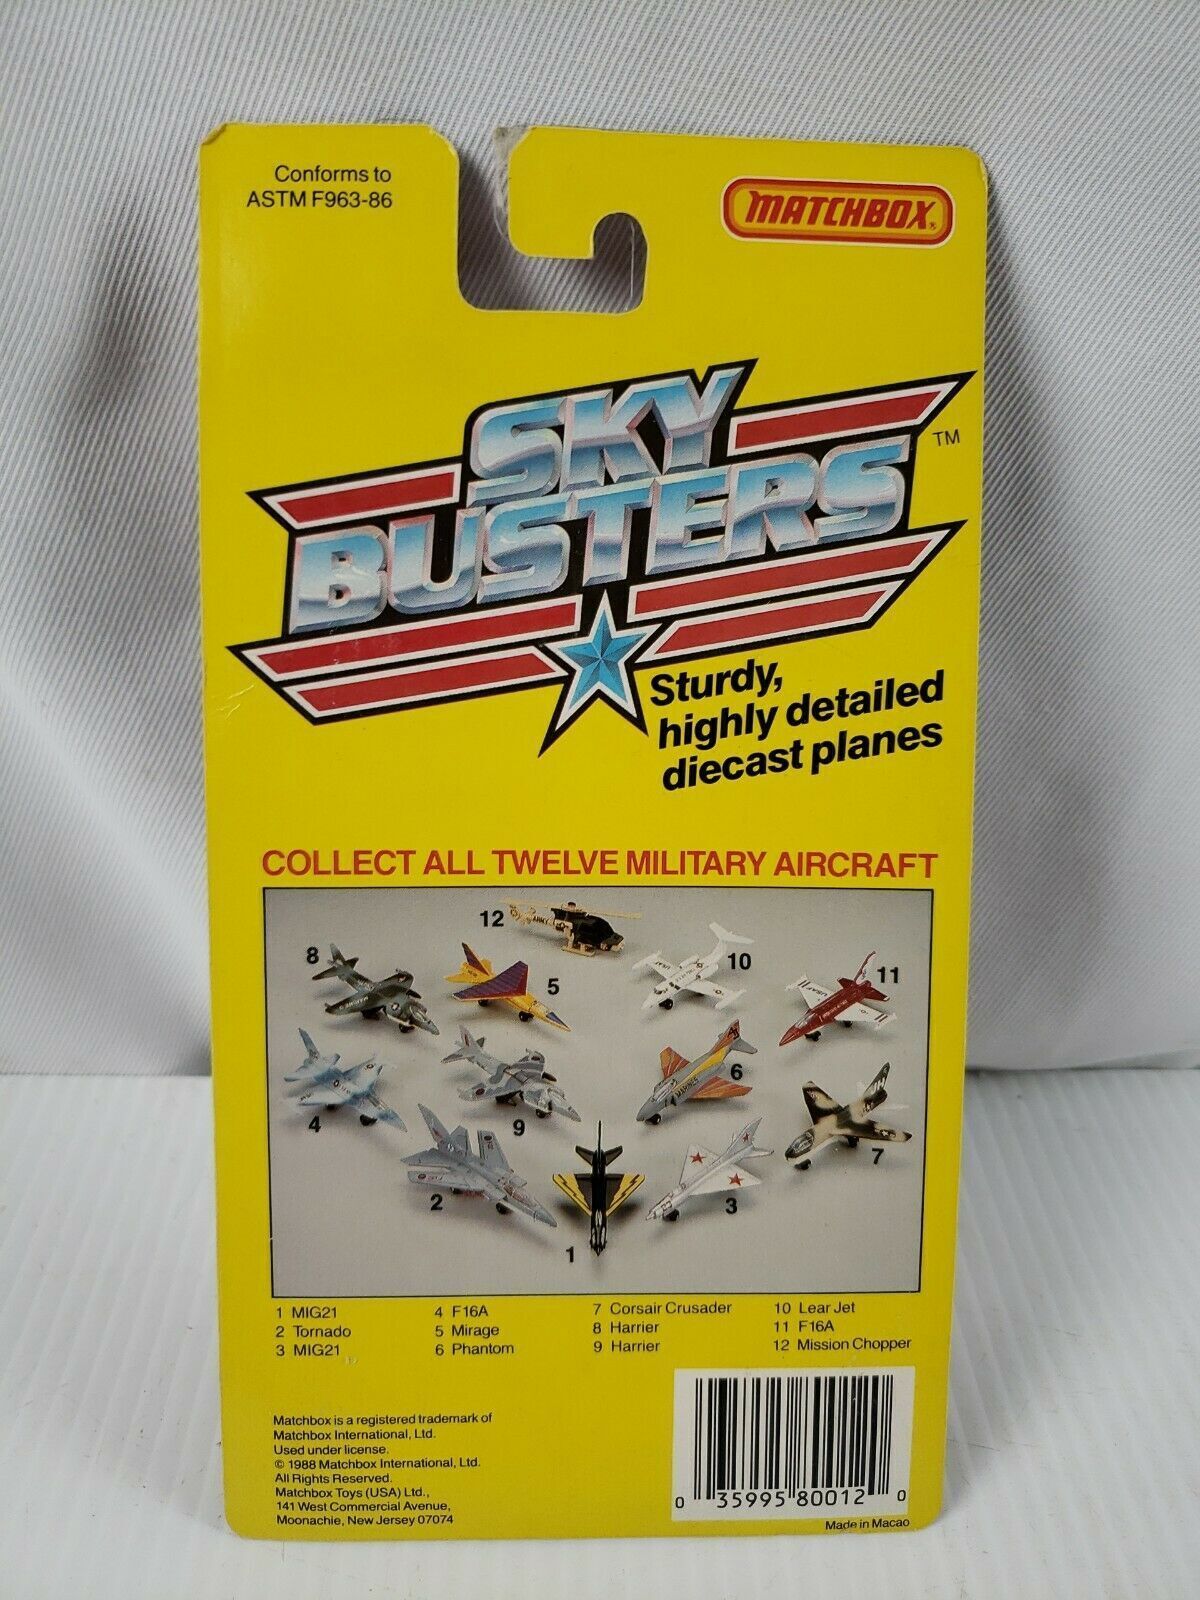 Conforms to
ASTM F963-86
MATCHBOX®
SKY
BUSTERS™
Sturdy,
highly detailed
diecast planes
COLLECT ALL TWELVE MILITARY AIRCRAFT
12
8
5
10
11
4
9
6
7
2
1
3
MARINES
1 MIG21
2 Tornado
3 MIG21
4 F16A
5 Mirage
6 Phantom
7 Corsair Crusader
8 Harrier
9 Harrier
10 Lear Jet
11 F16A
12 Mission Chopper
Matchbox is a registered trademark of
Matchbox International, Ltd.
Used under license.
© 1988 Matchbox International, Ltd.
All Rights Reserved.
Matchbox Toys (USA) Ltd.,
141 West Commercial Avenue,
Moonachie, New Jersey 07074
0 35995 80012 0
Made in Macao